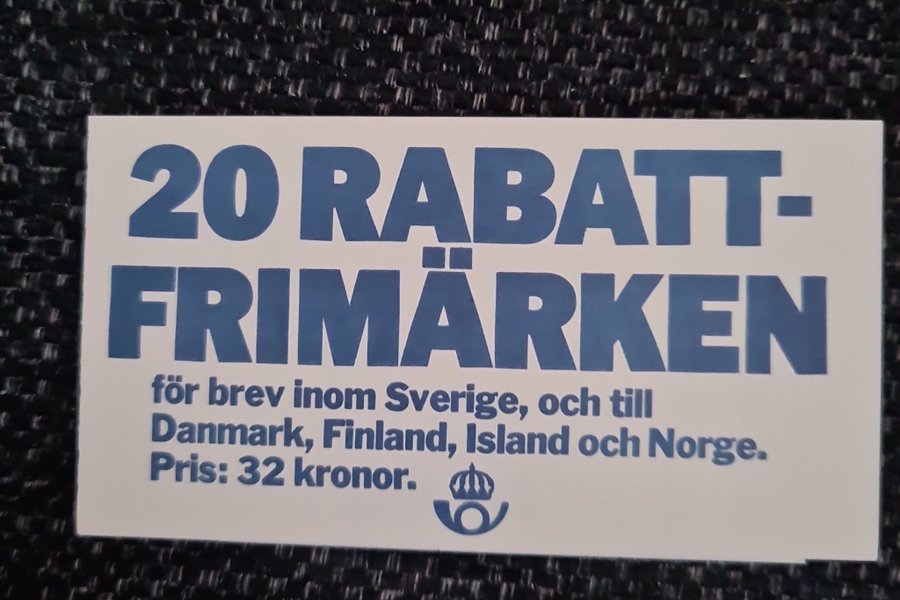 20 RABATT-
FRIMÄRKEN
för brev inom Sverige, och till
Danmark, Finland, Island och Norge.
Pris: 32 kronor.